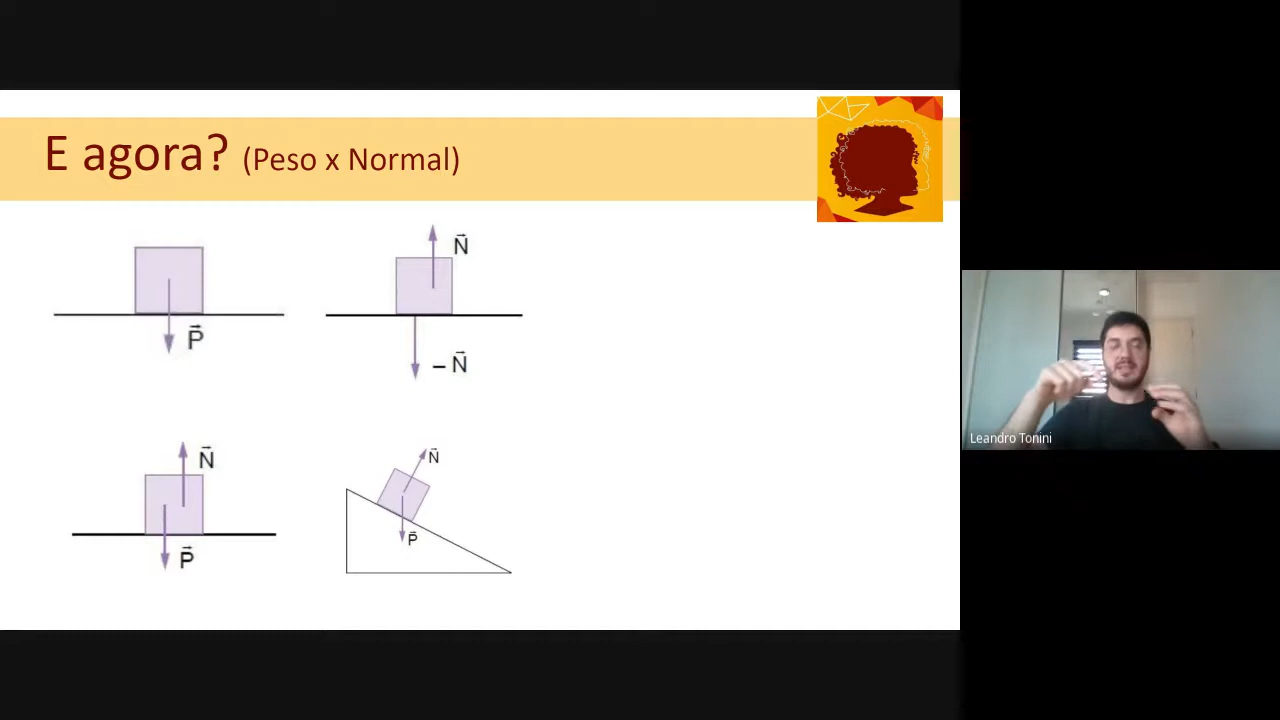 E agora? (Peso x Normal)
N⃗
P⃗
– N⃗
N⃗
P⃗
N⃗
P⃗
Leandro Tonini